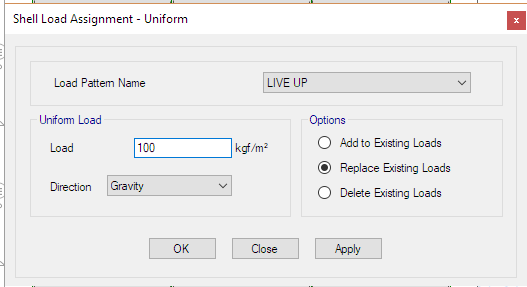 Shell Load Assignment - Uniform
x
Load Pattern Name
LIVE UP
Uniform Load
Load
100
kgf/m²
Direction
Gravity
Options
Add to Existing Loads
Replace Existing Loads
Delete Existing Loads
OK
Close
Apply